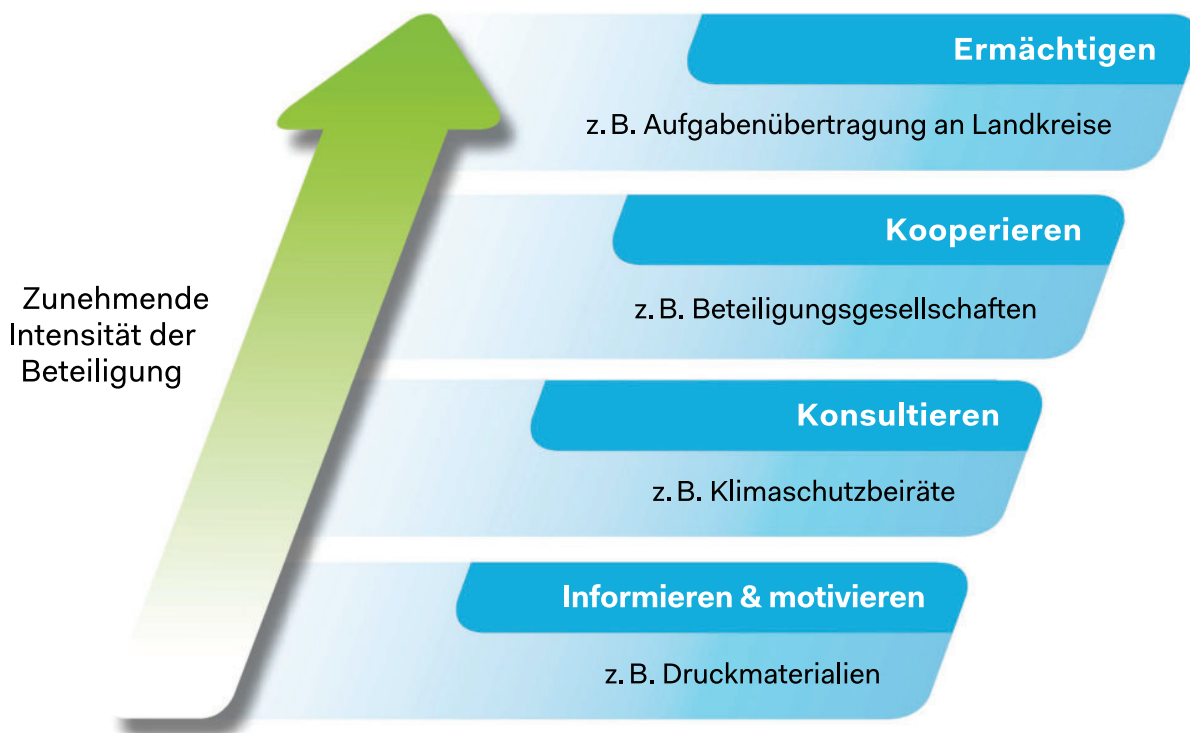 Ermächtigen
z. B. Aufgabenübertragung an Landkreise
Kooperieren
z. B. Beteiligungsgesellschaften
Zunehmende
Intensität der
Beteiligung
Konsultieren
z. B. Klimaschutzbeiräte
Informieren & motivieren
z. B. Druckmaterialien